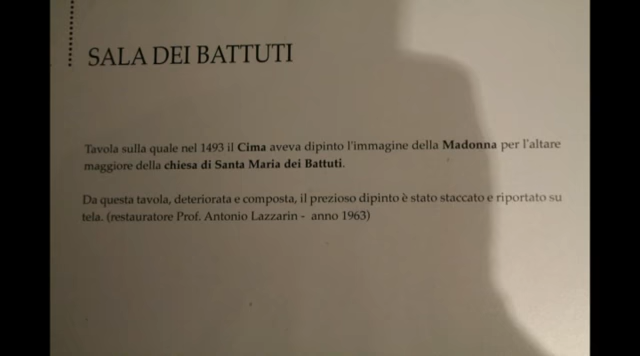 SALA DEI BATTUTI
Tavola sulla quale nel 1493 il Cima aveva dipinto l'immagine della Madonna per l'altare
maggiore della chiesa di Santa Maria dei Battuti.
Da questa tavola, deteriorata e composta, il prezioso dipinto è stato staccato e riportato su
tela. (restauratore Prof. Antonio Lazzarin - anno 1963)